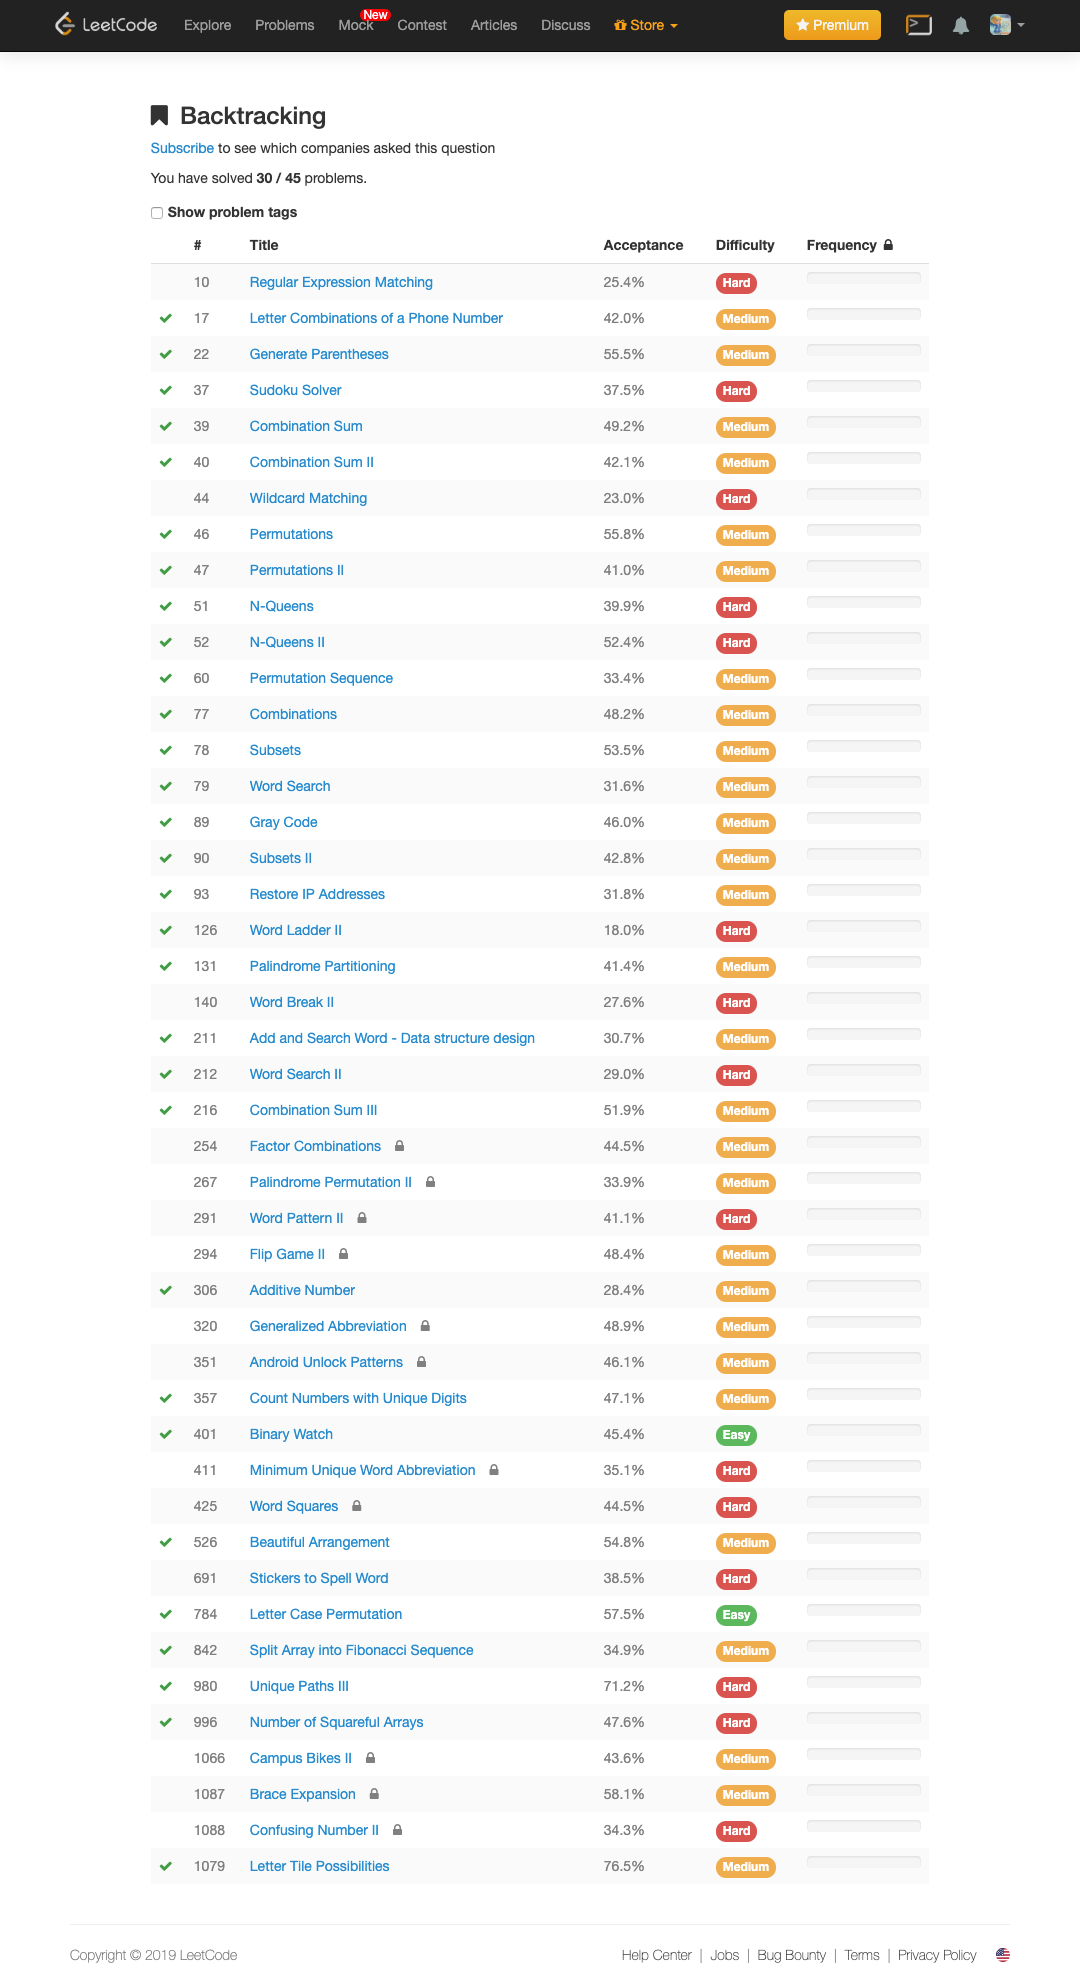 LeetCode Explore Problems Mock New Contest Articles Discuss Store Premium
Backtracking
Subscribe to see which companies asked this question
You have solved 30 / 45 problems.
Show problem tags
# Title Acceptance Difficulty Frequency
10 Regular Expression Matching 25.4% Hard
17 Letter Combinations of a Phone Number 42.0% Medium
22 Generate Parentheses 55.5% Medium
37 Sudoku Solver 37.5% Hard
39 Combination Sum 49.2% Medium
40 Combination Sum II 42.1% Medium
44 Wildcard Matching 23.0% Hard
46 Permutations 55.8% Medium
47 Permutations II 41.0% Medium
51 N-Queens 39.9% Hard
52 N-Queens II 52.4% Hard
60 Permutation Sequence 33.4% Medium
77 Combinations 48.2% Medium
78 Subsets 53.5% Medium
79 Word Search 31.6% Medium
89 Gray Code 46.0% Medium
90 Subsets II 42.8% Medium
93 Restore IP Addresses 31.8% Medium
126 Word Ladder II 18.0% Hard
131 Palindrome Partitioning 41.4% Medium
140 Word Break II 27.6% Hard
211 Add and Search Word - Data structure design 30.7% Medium
212 Word Search II 29.0% Hard
216 Combination Sum III 51.9% Medium
254 Factor Combinations 44.5% Medium
267 Palindrome Permutation II 33.9% Medium
291 Word Pattern II 41.1% Hard
294 Flip Game II 48.4% Medium
306 Additive Number 28.4% Medium
320 Generalized Abbreviation 48.9% Medium
351 Android Unlock Patterns 46.1% Medium
357 Count Numbers with Unique Digits 47.1% Medium
401 Binary Watch 45.4% Easy
411 Minimum Unique Word Abbreviation 35.1% Hard
425 Word Squares 44.5% Hard
526 Beautiful Arrangement 54.8% Medium
691 Stickers to Spell Word 38.5% Hard
784 Letter Case Permutation 57.5% Easy
842 Split Array into Fibonacci Sequence 34.9% Medium
980 Unique Paths III 71.2% Hard
996 Number of Squareful Arrays 47.6% Hard
1066 Campus Bikes II 43.6% Medium
1087 Brace Expansion 58.1% Medium
1088 Confusing Number II 34.3% Hard
1079 Letter Tile Possibilities 76.5% Medium
Copyright © 2019 LeetCode Help Center | Jobs | Bug Bounty | Terms | Privacy Policy